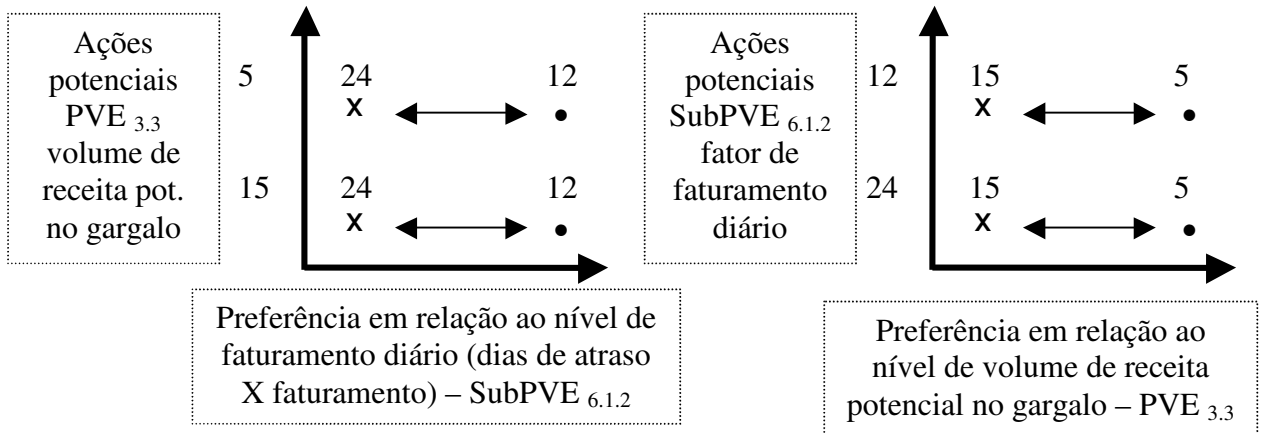 Ações
potenciais
PVE 3.3
volume de
receita pot.
no gargalo
5 24 12
x •
15 24 12
x •
Preferência em relação ao nível de
faturamento diário (dias de atraso
X faturamento) – SubPVE 6.1.2
Ações
potenciais
SubPVE 6.1.2
fator de
faturamento
diário
12 15 5
x •
24 15 5
x •
Preferência em relação ao
nível de volume de receita
potencial no gargalo – PVE 3.3